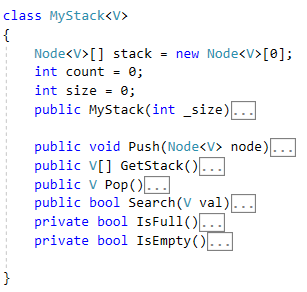 class MyStack<V>
{
Node<V>[] stack = new Node<V>[0];
int count = 0;
int size = 0;
public MyStack(int _size)...
public void Push(Node<V> node)...
public V[] GetStack()...
public V Pop()...
public bool Search(V val)...
private bool IsFull()...
private bool IsEmpty()...
}